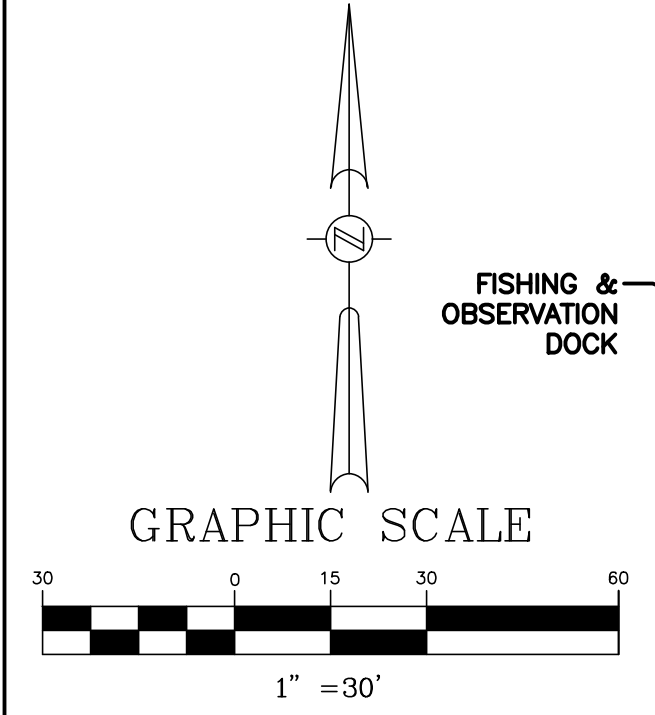 N
FISHING &
OBSERVATION
DOCK
GRAPHIC SCALE
30 0 15 30 60
1" =30'